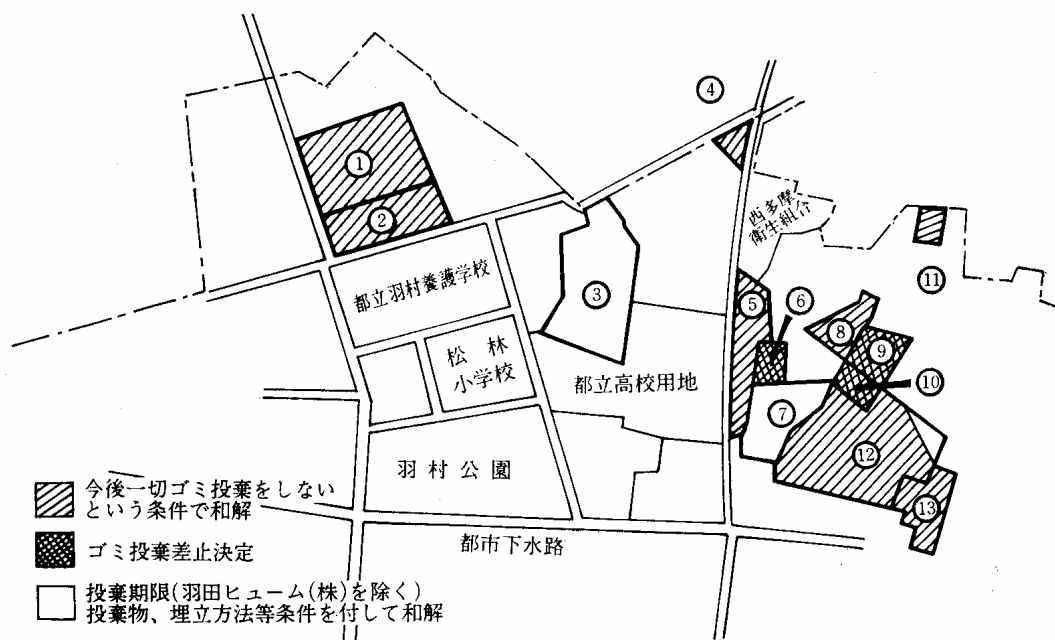 ①
②
③
④
⑤
⑥
⑦
⑧
⑨
⑩
⑪
⑫
⑬
西多摩
衛生組合
都立羽村養護学校
松林
小学校
都立高校用地
羽村公園
都市下水路
今後一切ゴミ投棄をしない
という条件で和解
ゴミ投棄差止決定
投棄期限(羽田ヒューム(株)を除く)
投棄物、埋立方法等条件を付して和解